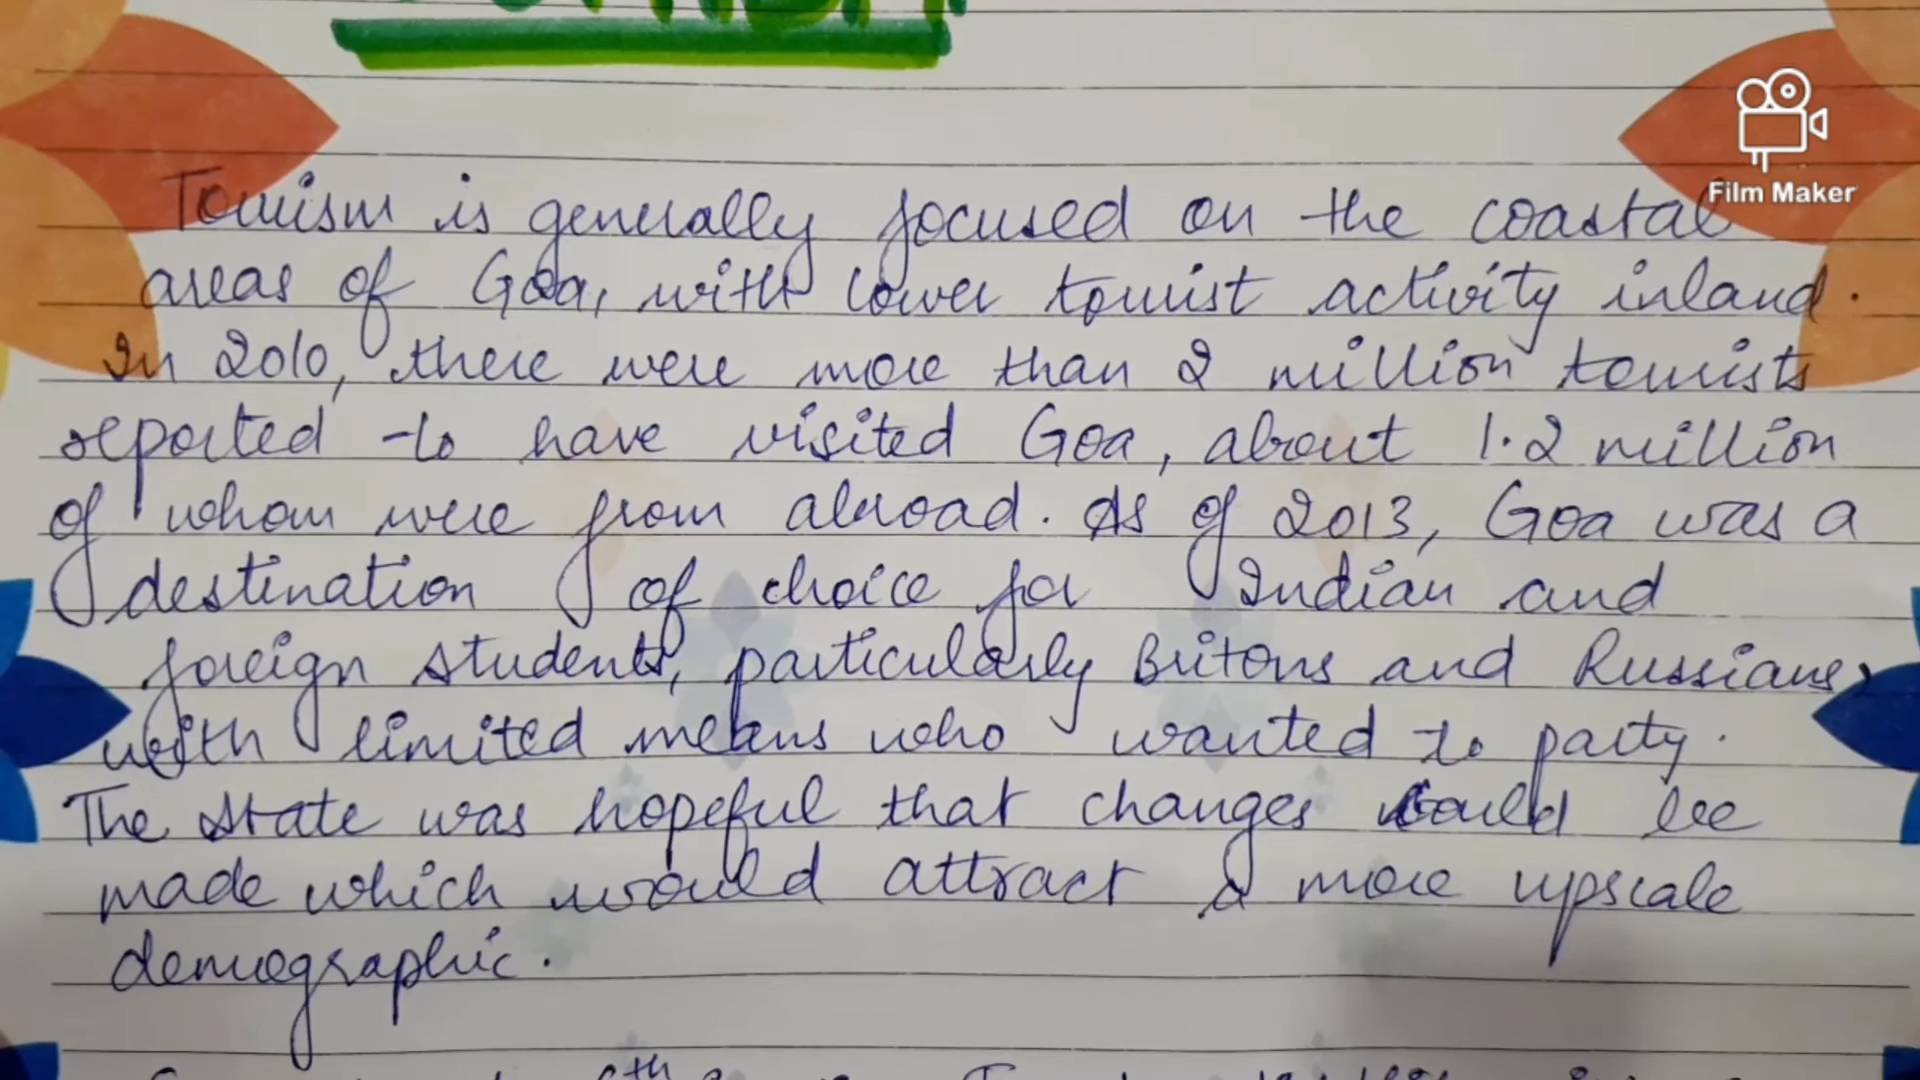 Film Maker
Tourism is generally focused on the coastal
areas of Goa, with lower tourist activity inland.
In 2010, there were more than 2 million tourists
reported to have visited Goa, about 1.2 million
of whom were from abroad. As of 2013, Goa was a
destination of choice for Indian and
foreign students, particularly Britons and Russians,
with limited means who wanted to party.
The state was hopeful that changes could be
made which would attract a more upscale
demographic.